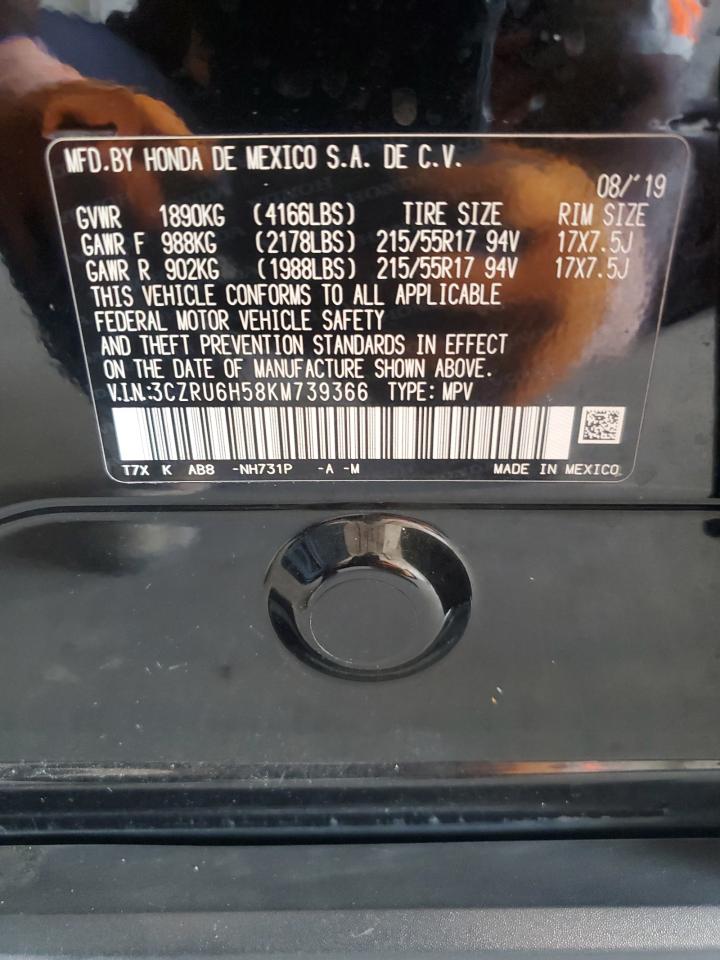 MFD.BY HONDA DE MEXICO S.A. DE C.V.
08/'19
GVWR 1890KG (4166LBS) TIRE SIZE RIM SIZE
GAWR F 988KG (2178LBS) 215/55R17 94V 17X7.5J
GAWR R 902KG (1988LBS) 215/55R17 94V 17X7.5J
THIS VEHICLE CONFORMS TO ALL APPLICABLE
FEDERAL MOTOR VEHICLE SAFETY
AND THEFT PREVENTION STANDARDS IN EFFECT
ON THE DATE OF MANUFACTURE SHOWN ABOVE.
V.I.N.:3CZRU6H58KM739366 TYPE: MPV
T7X K AB8 -NH731P -A -M MADE IN MEXICO